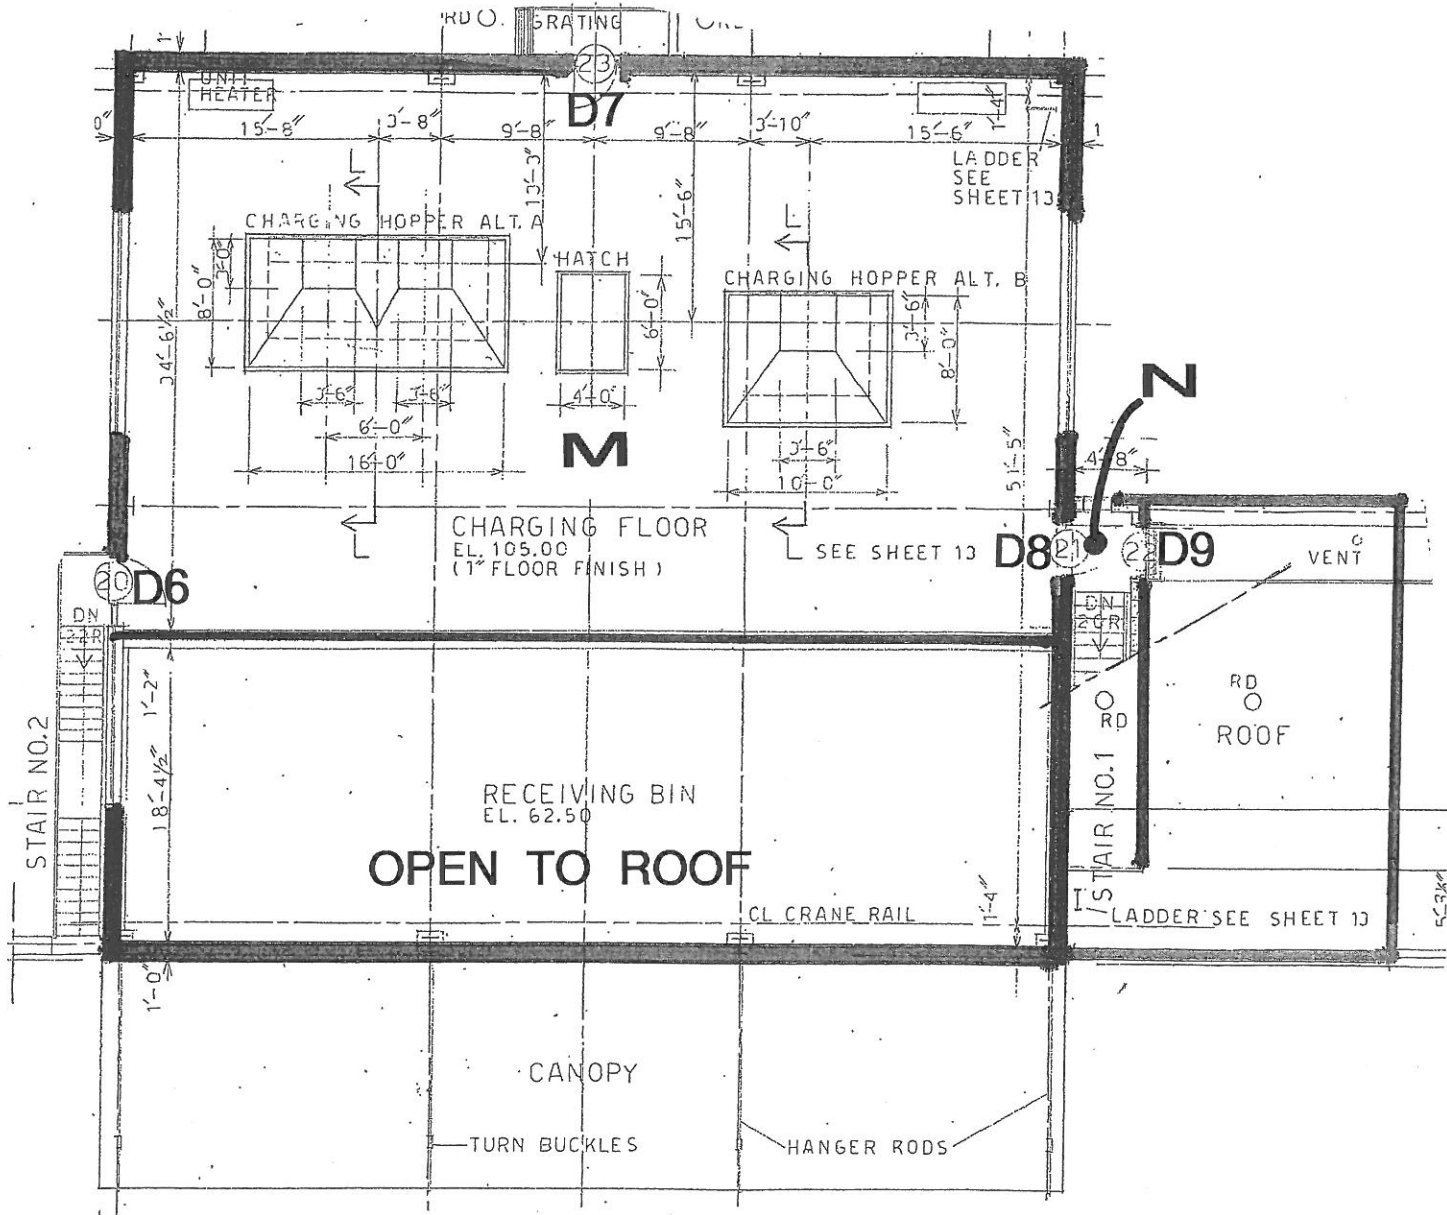 RD
GRATING
23
UNIT
HEATER
D7
1'-4"
15'-8"
3'-8"
9'-8"
9'-8"
3'-10"
15'-6"
LADDER
SEE
SHEET 13
13'-3"
15'-6"
L
L
CHARGING HOPPER ALT. A
HATCH
CHARGING HOPPER ALT. B
3'-0"
8'-0"
6'-0"
3'-6"
8'-0"
34'-6½"
3'-6"
3'-6"
4'-0"
6'-0"
16'-0"
M
N
3'-6"
10'-0"
51'-5"
4'-8"
CHARGING FLOOR
EL. 105.00
(1" FLOOR FINISH)
L
L
SEE SHEET 13
D8
21
22
D9
VENT
20
D6
DN
22R
DN
20R
1'-2"
RD
RD
ROOF
STAIR NO.2
18'-4½"
RECEIVING BIN
EL. 62.50
STAIR NO.1
OPEN TO ROOF
1'-4"
CL CRANE RAIL
LADDER SEE SHEET 13
1'-0"
CANOPY
TURN BUCKLES
HANGER RODS